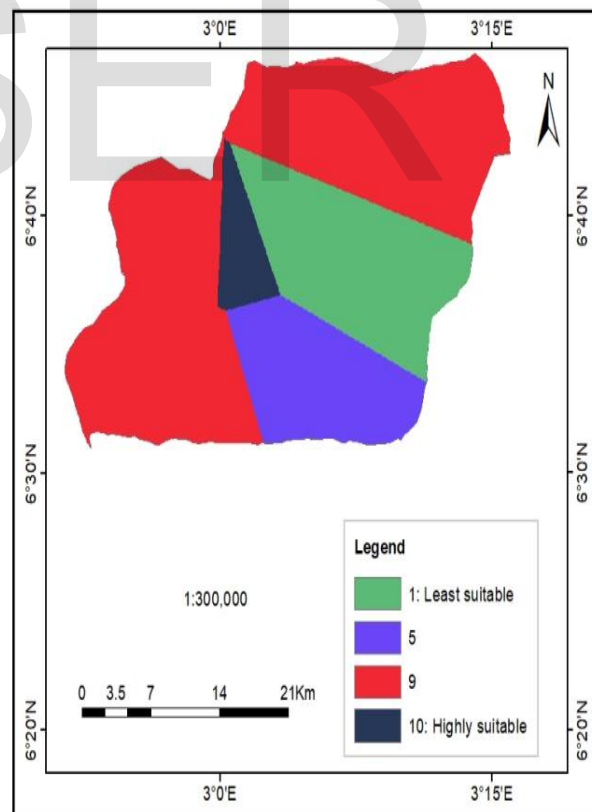 3°0'E 3°15'E
N
6°40'N 6°40'N
6°30'N 6°30'N
6°20'N 6°20'N
Legend
1: Least suitable
5
9
10: Highly suitable
1:300,000
0 3.5 7 14 21Km
3°0'E 3°15'E
SER